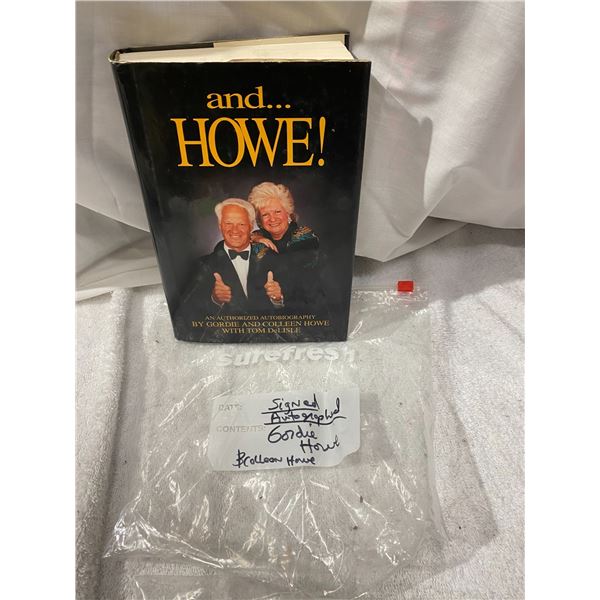 and...
HOWE!
AN AUTHORIZED AUTOBIOGRAPHY
BY GORDIE AND COLLEEN HOWE
WITH TOM DeLISLE
surefresh
DATE:
Signed
Autographed
CONTENTS:
Gordie
Howe
& Colleen Howe